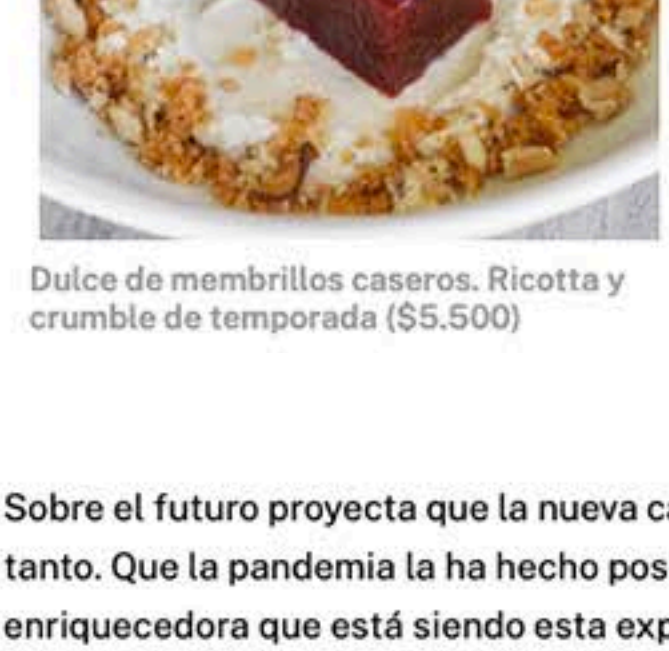 Dulce de membrillos caseros. Ricotta y
crumble de temporada ($5.500)
Sobre el futuro proyecta que la nueva
tanto. Que la pandemia la ha hecho
enriquecedora que está siendo esta